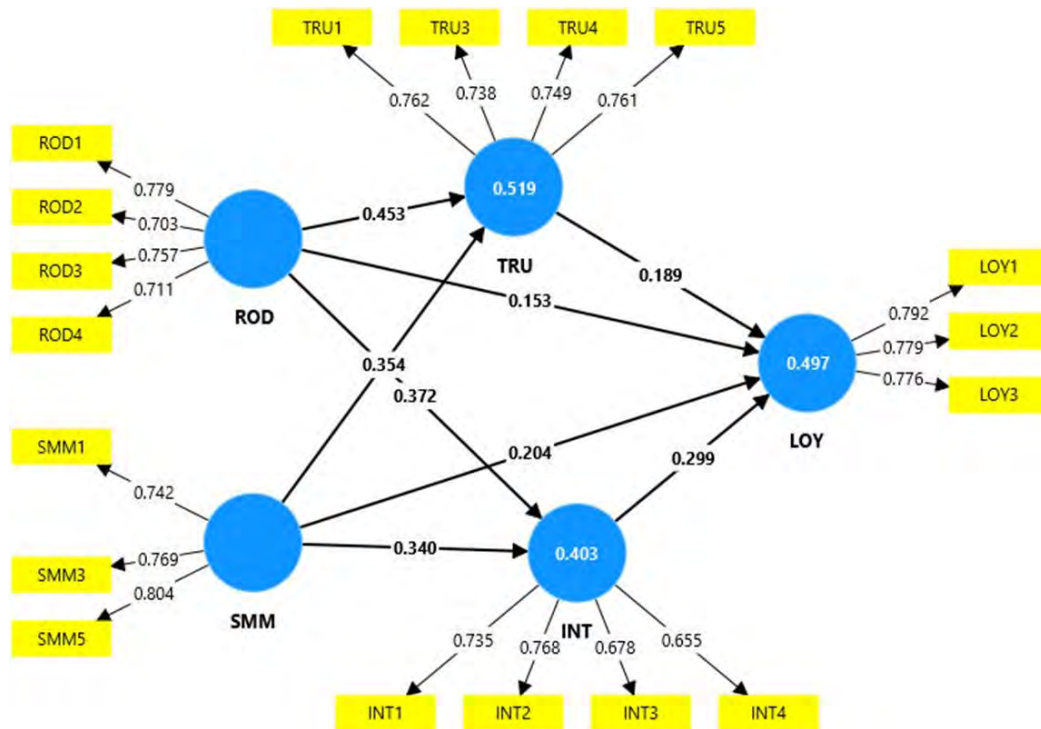 TRU1 TRU3 TRU4 TRU5
0.762 0.738 0.749 0.761
ROD1
ROD2
ROD3
ROD4
0.779
0.703
0.757
0.711
ROD
0.519
TRU
0.453
0.153
0.189
0.354
0.372
LOY1
LOY2
LOY3
0.792
0.779
0.776
0.497
LOY
SMM1
SMM3
SMM5
0.742
0.769
0.804
SMM
0.204
0.340
0.299
0.403
INT
0.735 0.768 0.678 0.655
INT1 INT2 INT3 INT4